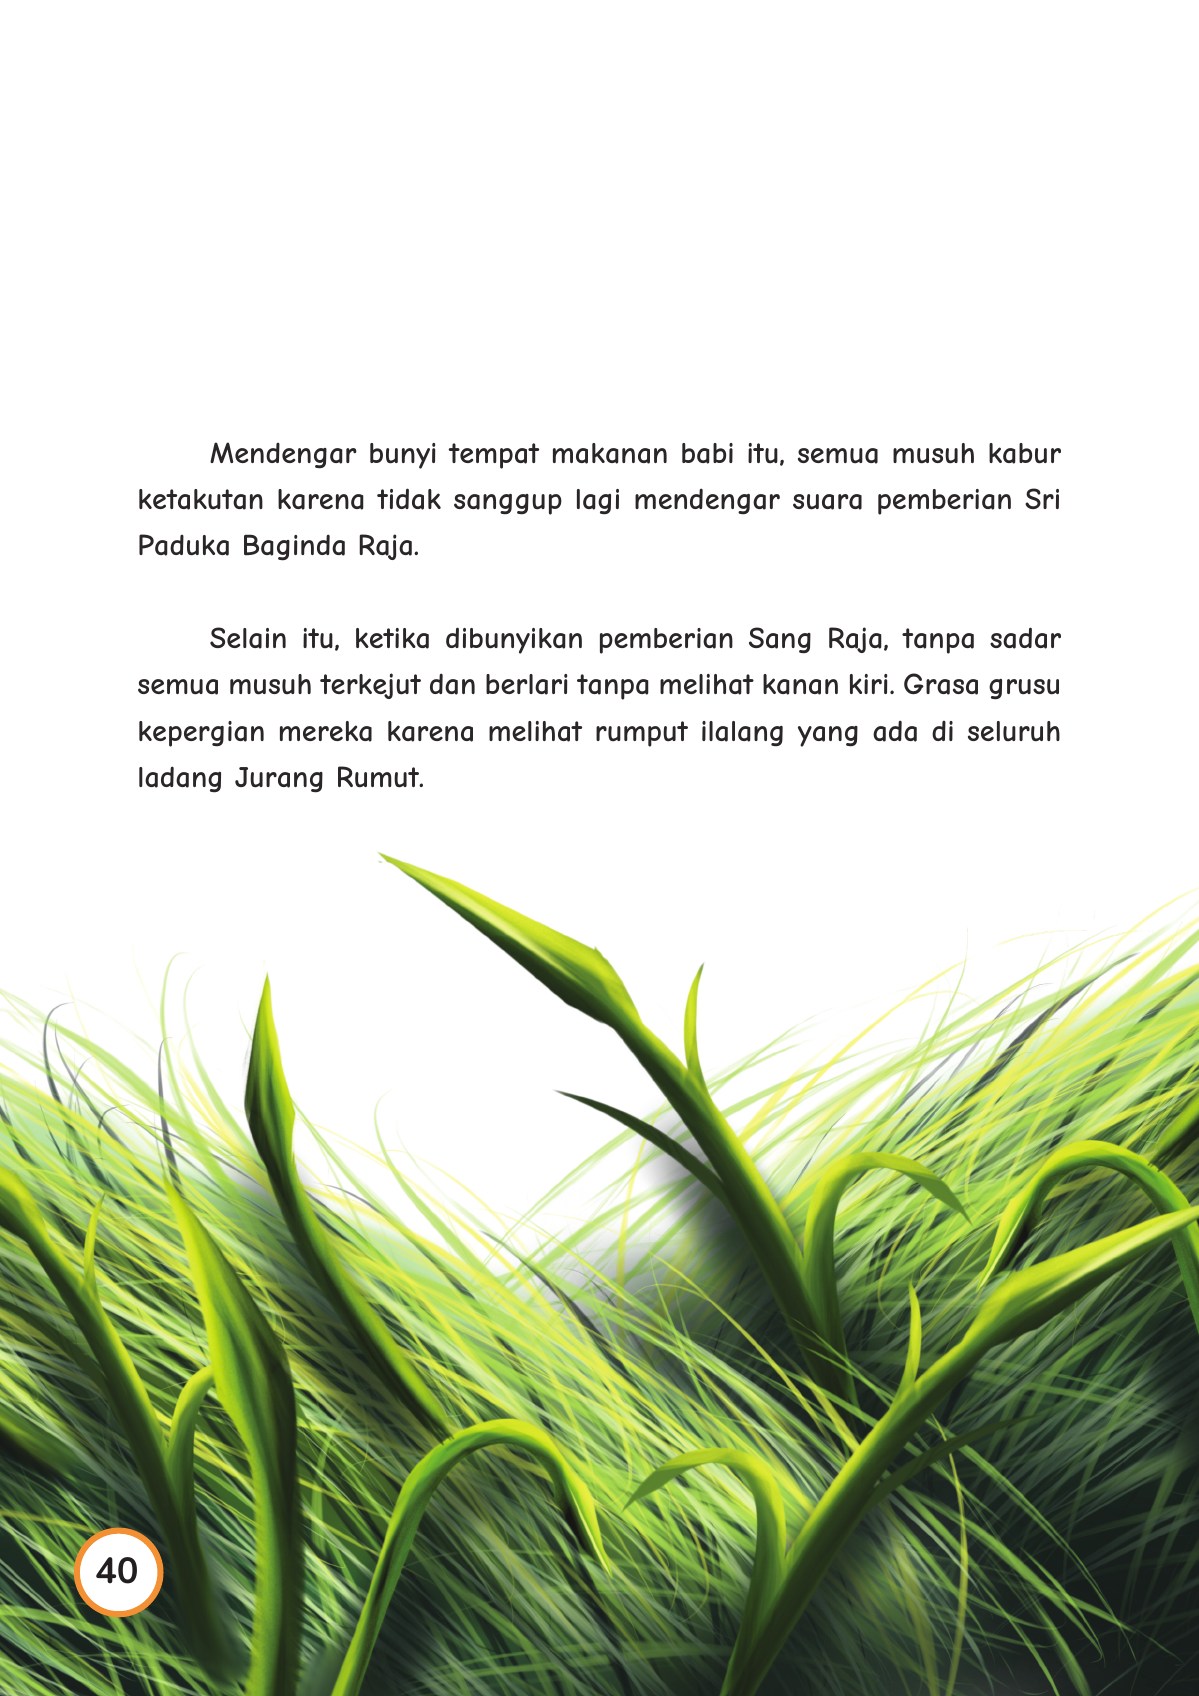 Mendengar bunyi tempat makanan babi itu, semua musuh kabur
ketakutan karena tidak sanggup lagi mendengar suara pemberian Sri
Paduka Baginda Raja.
Selain itu, ketika dibunyikan pemberian Sang Raja, tanpa sadar
semua musuh terkejut dan berlari tanpa melihat kanan kiri. Grasa grusu
kepergian mereka karena melihat rumput ilalang yang ada di seluruh
ladang Jurang Rumut.
40